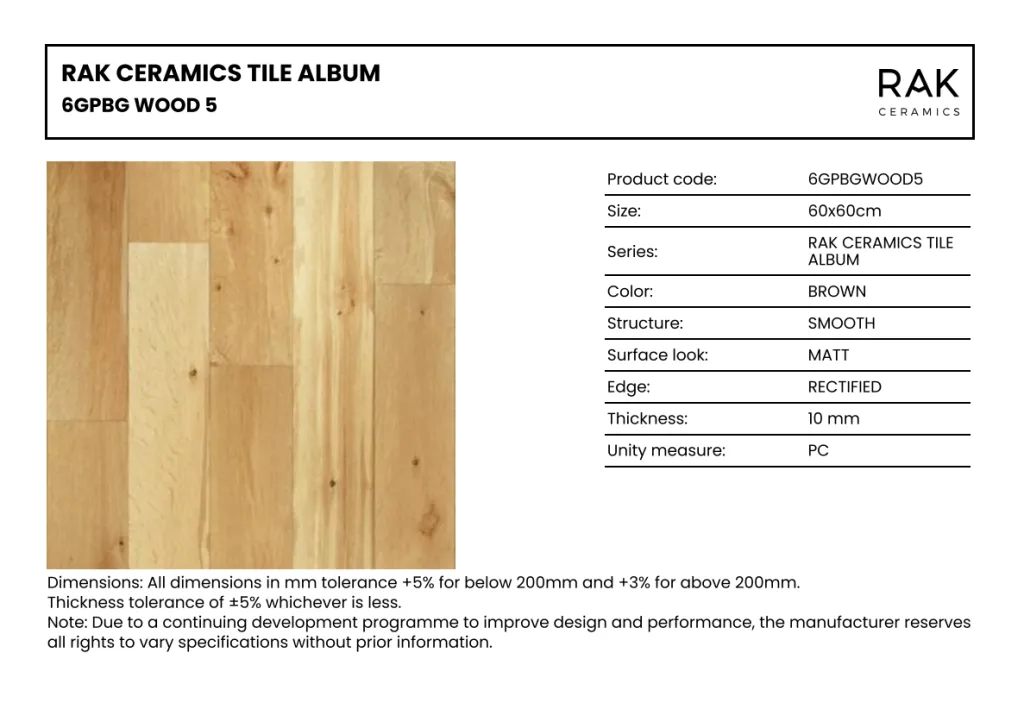 RAK CERAMICS TILE ALBUM
6GPBG WOOD 5
RAK
CERAMICS
Product code: 6GPBGWOOD5
Size: 60x60cm
Series: RAK CERAMICS TILE
ALBUM
Color: BROWN
Structure: SMOOTH
Surface look: MATT
Edge: RECTIFIED
Thickness: 10 mm
Unity measure: PC
Dimensions: All dimensions in mm tolerance +5% for below 200mm and +3% for above 200mm.
Thickness tolerance of ±5% whichever is less.
Note: Due to a continuing development programme to improve design and performance, the manufacturer reserves
all rights to vary specifications without prior information.